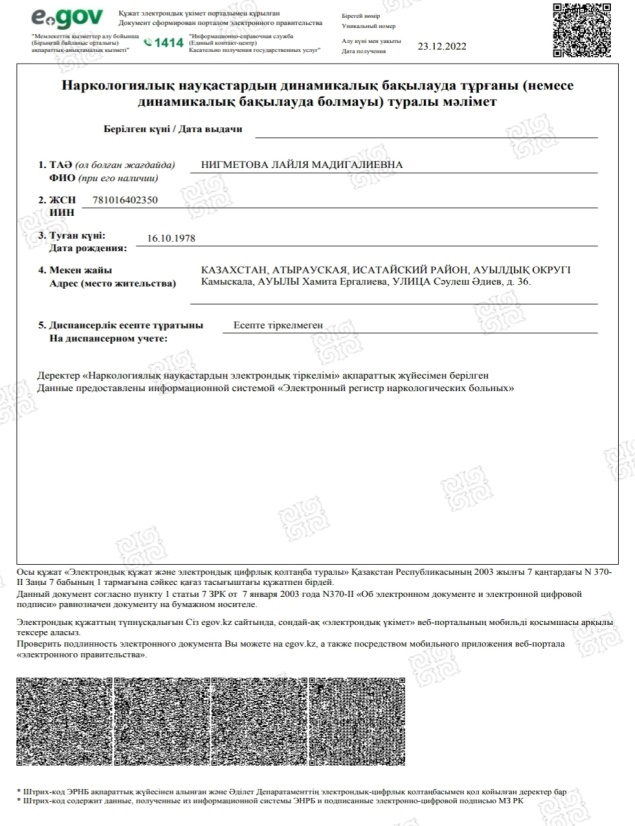 egov
Құжат электрондық үкімет порталымен құрылған
Документ сформирован порталом электронного правительства
"Мемлекеттік қызметтер алу бойынша
(Бірыңғай байланыс орталығы)
ақпараттық-анықтамалық қызметі"
1414
"Информационно-справочная служба
(Единый контакт-центр)
Касательно получения государственных услуг"
Бірегей нөмір
Уникальный номер
Алу күні мен уақыты
Дата получения
23.12.2022
Наркологиялық науқастардың динамикалық бақылауда тұрғаны (немесе
динамикалық бақылауда болмауы) туралы мәлімет
Берілген күні / Дата выдачи
1. ТАӘ (ол болған жағдайда)
ФИО (при его наличии)
НИГМЕТОВА ЛАЙЛЯ МАДИГАЛИЕВНА
2. ЖСН
ИИН
781016402350
3. Туған күні:
Дата рождения:
16.10.1978
4. Мекен жайы
Адрес (место жительства)
КАЗАХСТАН, АТЫРАУСКАЯ, ИСАТАЙСКИЙ РАЙОН, АУЫЛДЫҚ ОКРУГІ
Камыскала, АУЫЛЫ Хамита Ергалиева, УЛИЦА Сәулеш Әдиев, д. 36.
5. Диспансерлік есепте тұратыны
На диспансерном учете:
Есепте тіркелмеген
Деректер «Наркологиялық науқастардың электрондық тіркелімі» ақпараттық жүйесімен берілген
Данные предоставлены информационной системой «Электронный регистр наркологических больных»
Осы құжат «Электрондық құжат және электрондық цифрлық қолтаңба туралы» Қазақстан Республикасының 2003 жылғы 7 қаңтардағы N 370-
II Заңы 7 бабының 1 тармағына сәйкес қағаз тасығыштағы құжатпен бірдей.
Данный документ согласно пункту 1 статьи 7 ЗРК от 7 января 2003 года N370-II «Об электронном документе и электронной цифровой
подписи» равнозначен документу на бумажном носителе.
Электрондық құжаттың түпнұсқалығын Сіз egov.kz сайтында, сондай-ақ «электрондық үкімет» веб-порталының мобильді қосымшасы арқылы
тексере аласыз.
Проверить подлинность электронного документа Вы можете на egov.kz, а также посредством мобильного приложения веб-портала
«электронного правительства».
* Штрих-код ЭРНБ ақпараттық жүйесінен алынған және Әділет Департаментінің электрондық-цифрлық қолтаңбасымен қол қойылған деректер бар
* Штрих-код содержит данные, полученные из информационной системы ЭНРБ и подписанные электронно-цифровой подписью МЗ РК